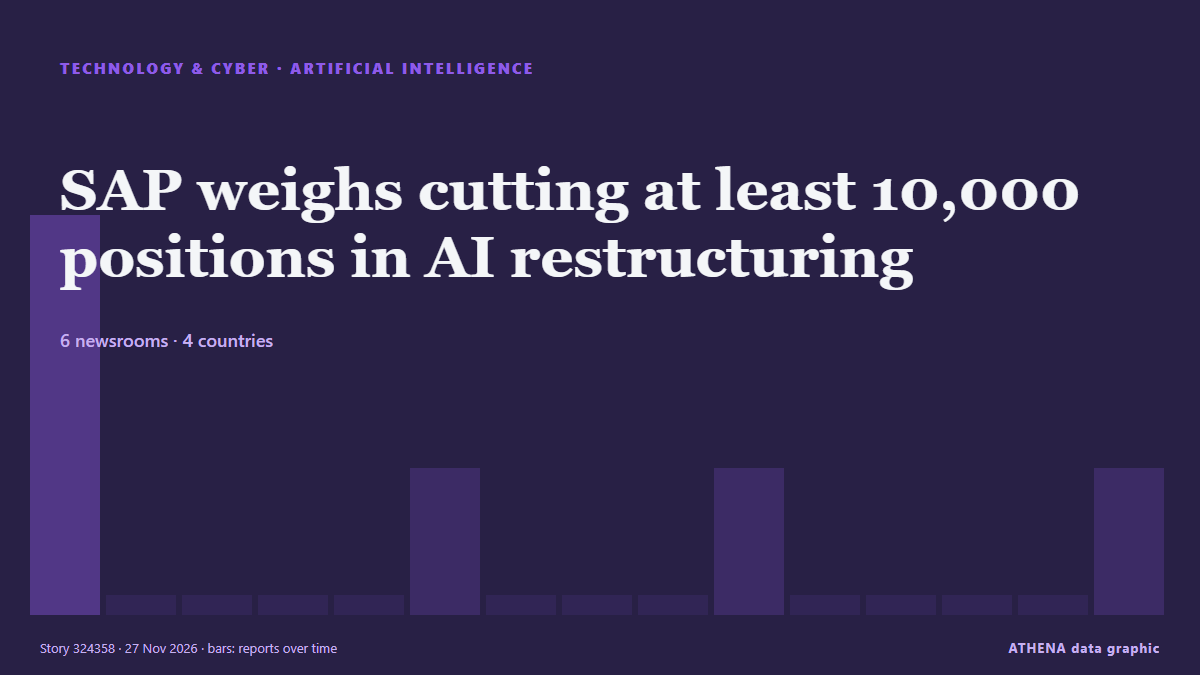 TECHNOLOGY & CYBER · ARTIFICIAL INTELLIGENCE
SAP weighs cutting at least 10,000
positions in AI restructuring
6 newsrooms · 4 countries
Story 324358 · 27 Nov 2026 · bars: reports over time
ATHENA data graphic